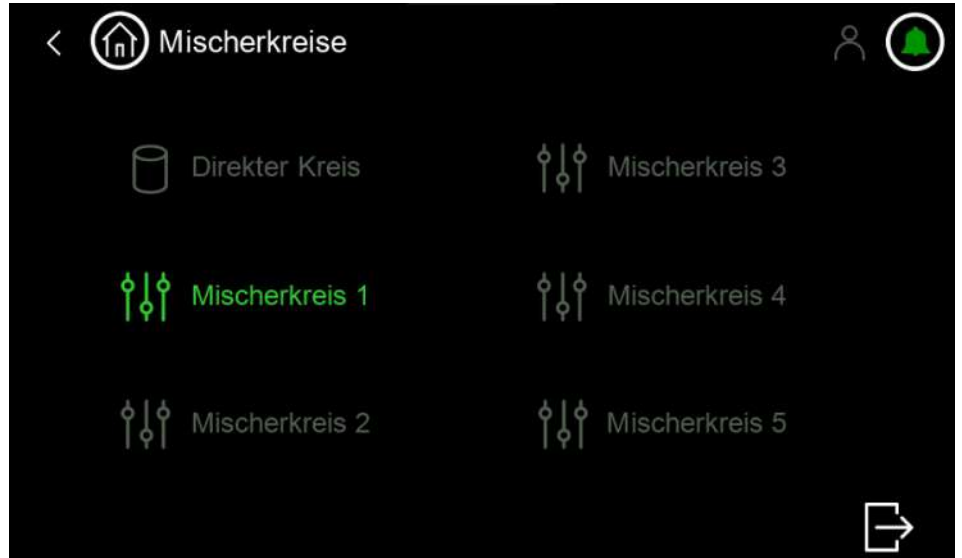 Mischerkreise
Direkter Kreis
Mischerkreis 3
Mischerkreis 1
Mischerkreis 4
Mischerkreis 2
Mischerkreis 5